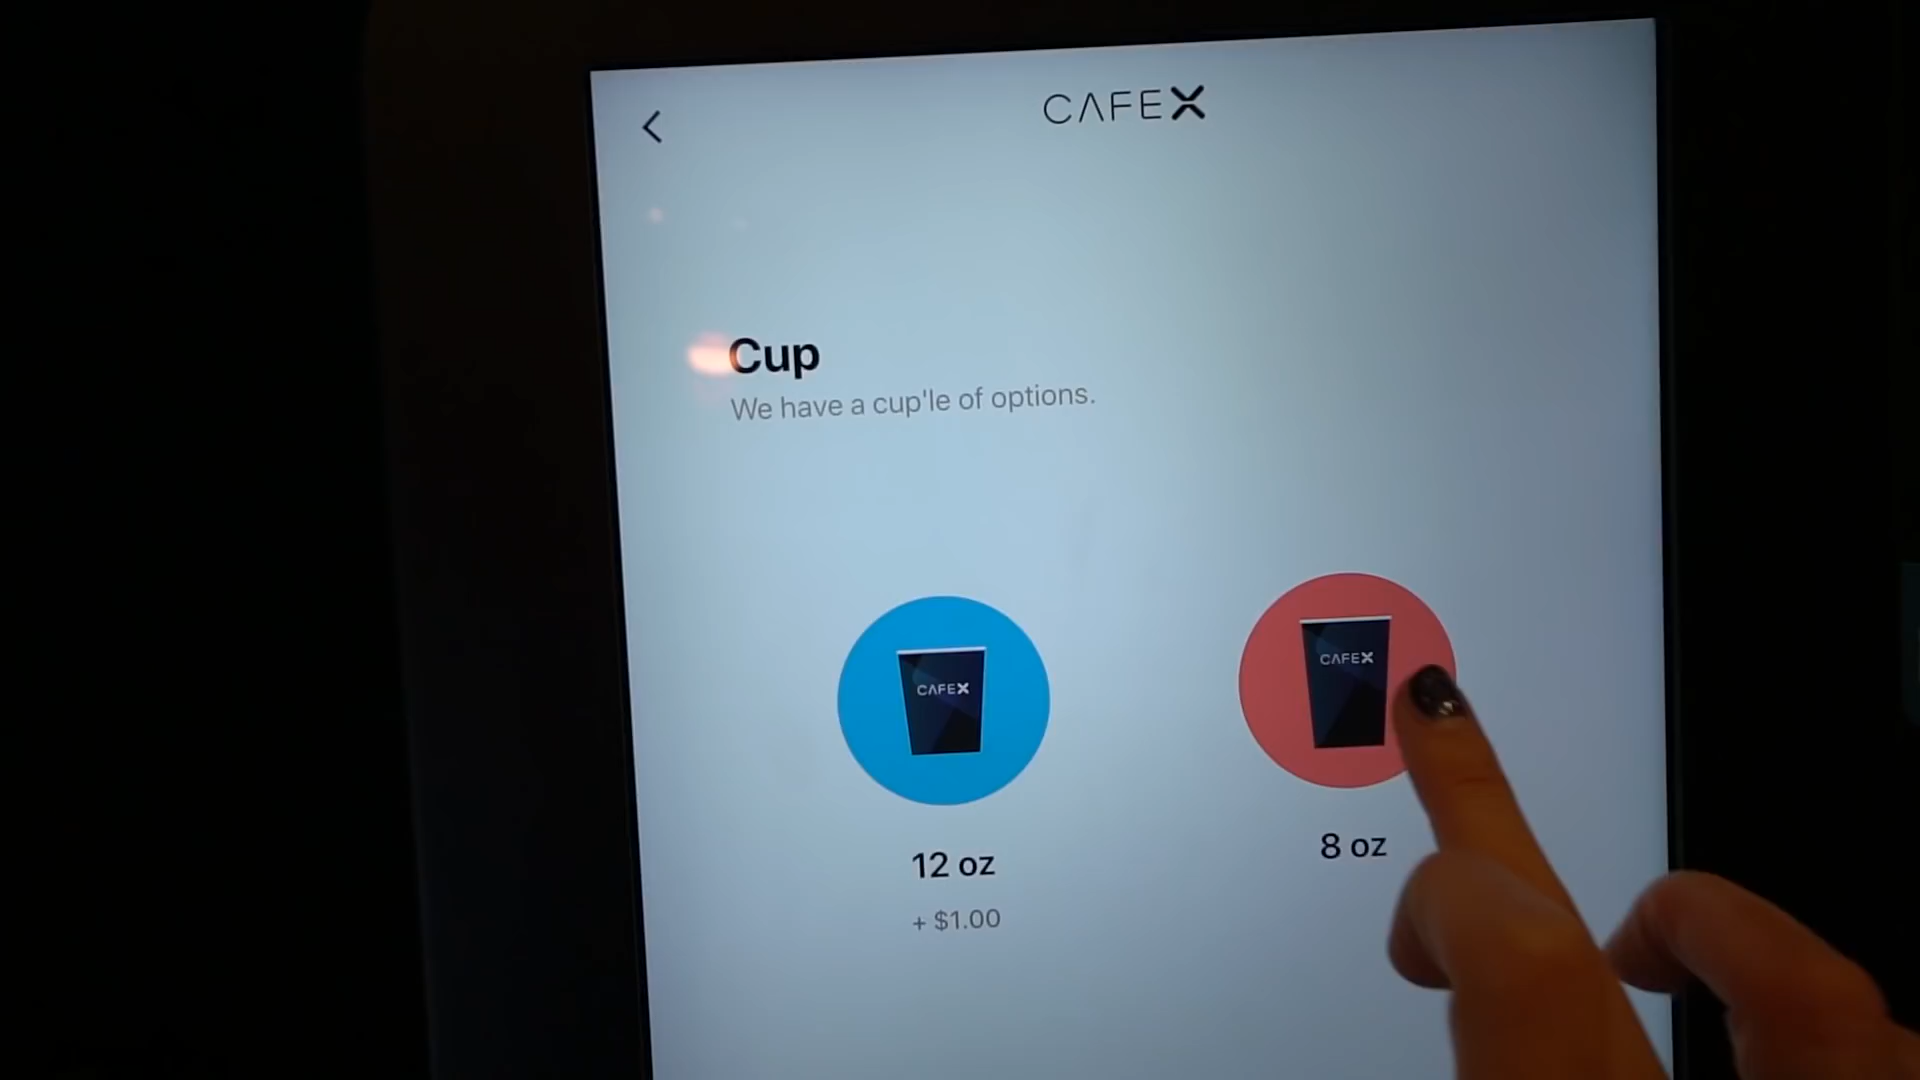 CAFEX
Cup
We have a cup'le of options.
CAFEX
CAFEX
12 oz
8 oz
+ $1.00